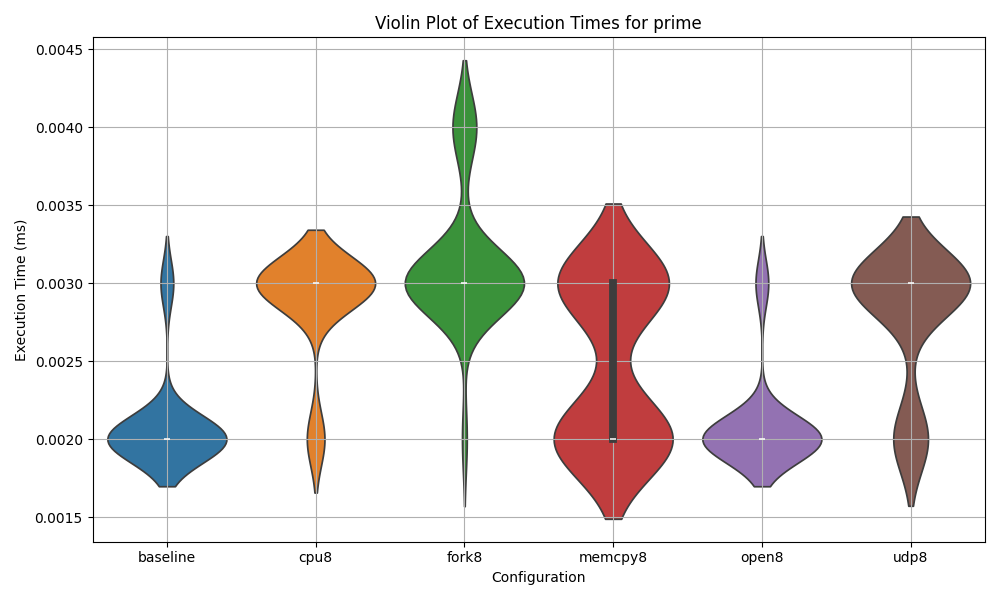 Violin Plot of Execution Times for prime
Execution Time (ms)
0.0045
0.0040
0.0035
0.0030
0.0025
0.0020
0.0015
baseline cpu8 fork8 memcpy8 open8 udp8
Configuration